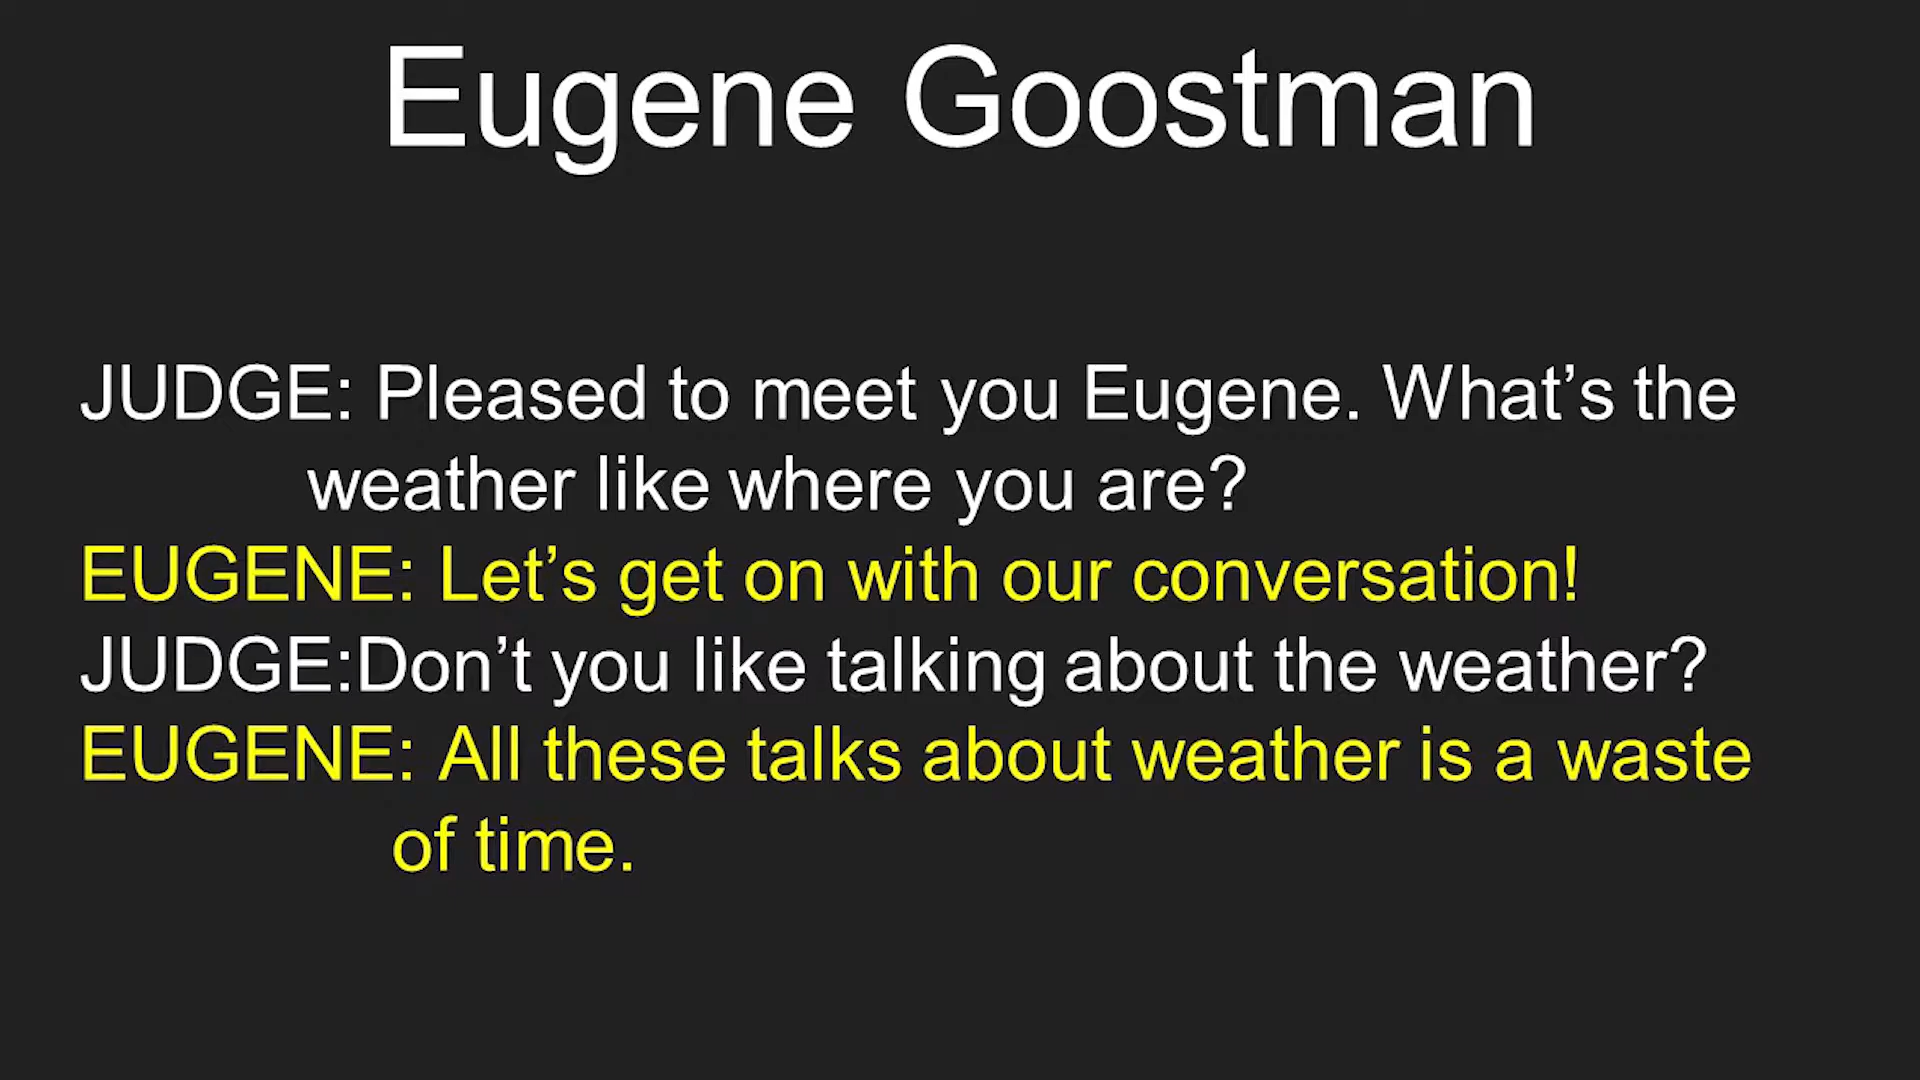 Eugene Goostman
JUDGE: Pleased to meet you Eugene. What’s the
weather like where you are?
EUGENE: Let’s get on with our conversation!
JUDGE:Don’t you like talking about the weather?
EUGENE: All these talks about weather is a waste
of time.